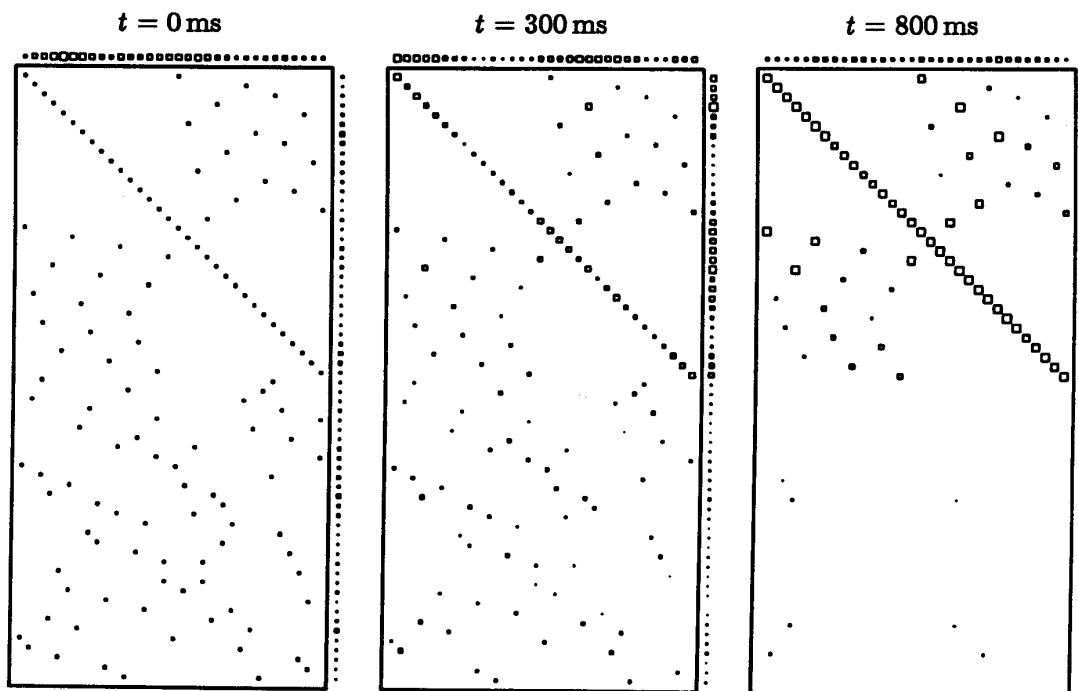 t = 0 ms
t = 300 ms
t = 800 ms